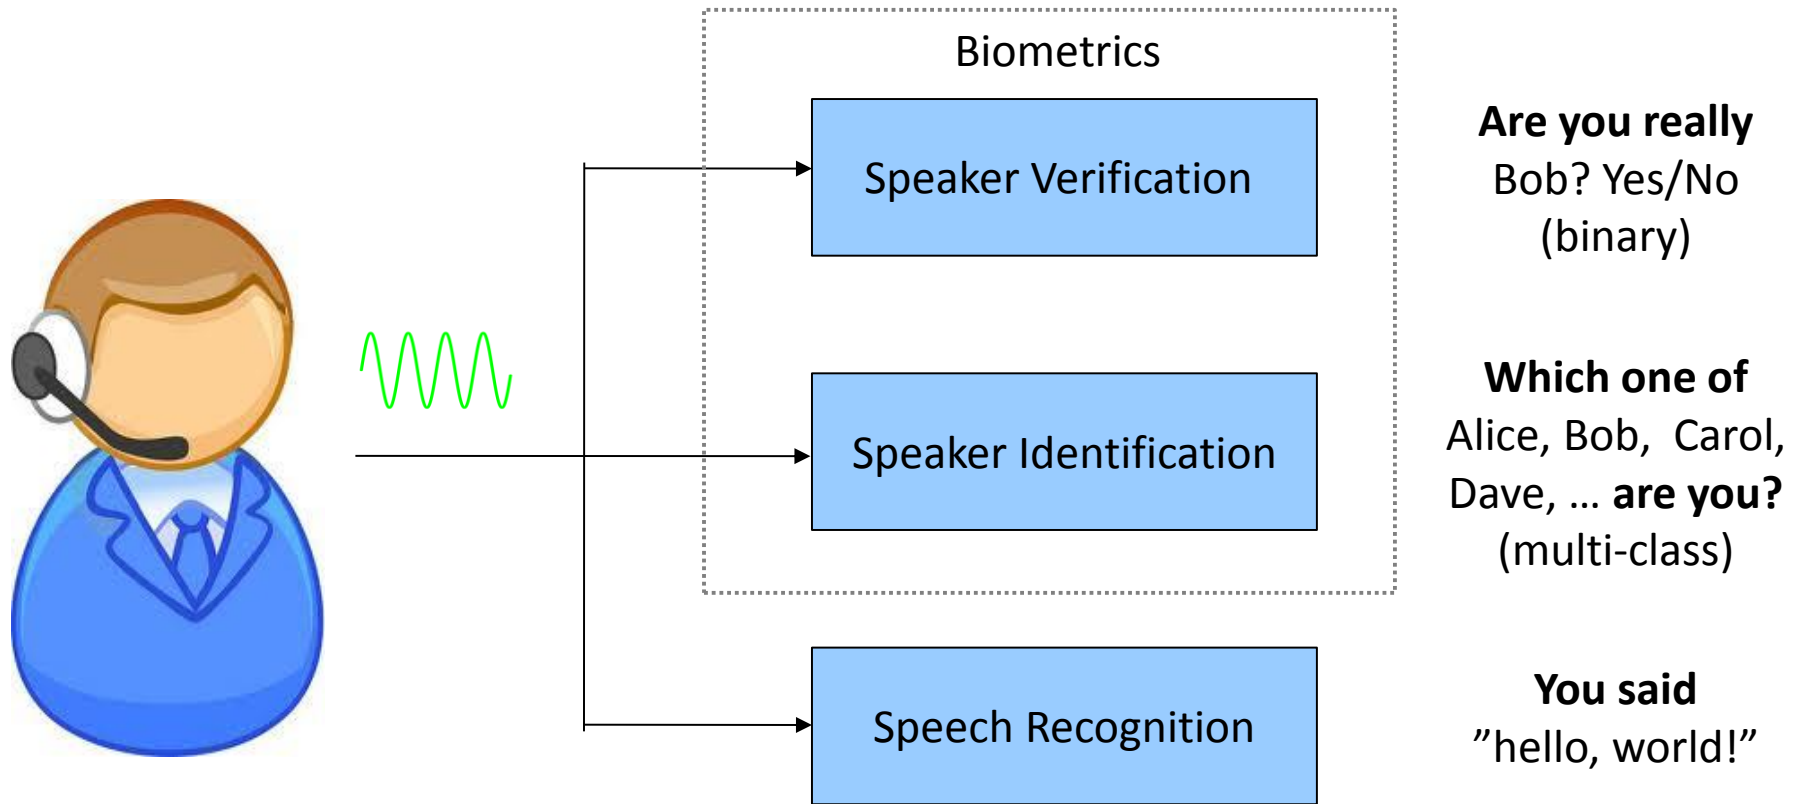 Biometrics
Speaker Verification
Are you really
Bob? Yes/No
(binary)
Speaker Identification
Which one of
Alice, Bob,  Carol,
Dave, … are you?
(multi-class)
Speech Recognition
You said
”hello, world!”